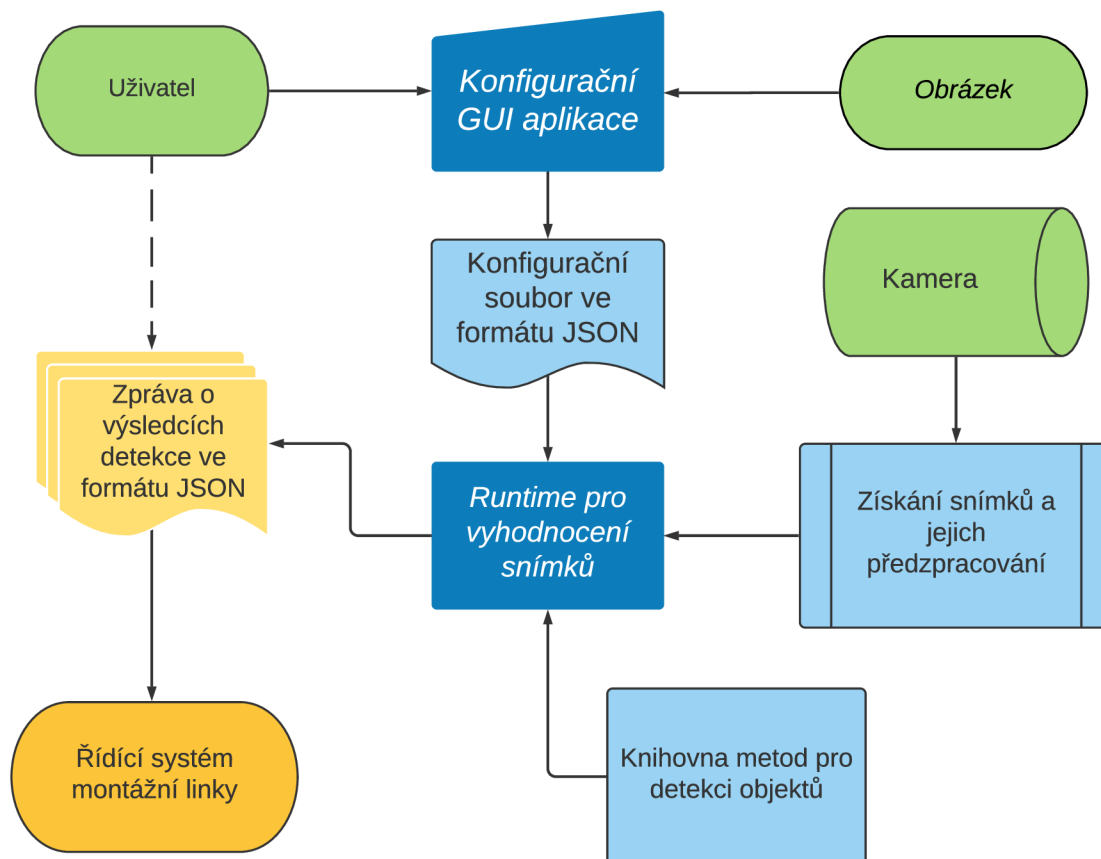 Uživatel
Konfigurační
GUI aplikace
Obrázek
Konfigurační
soubor ve
formátu JSON
Kamera
Zpráva o
výsledcích
detekce ve
formátu JSON
Runtime pro
vyhodnocení
snímků
Získání snímků a
jejich
předzpracování
Řídící systém
montážní linky
Knihovna metod pro
detekci objektů